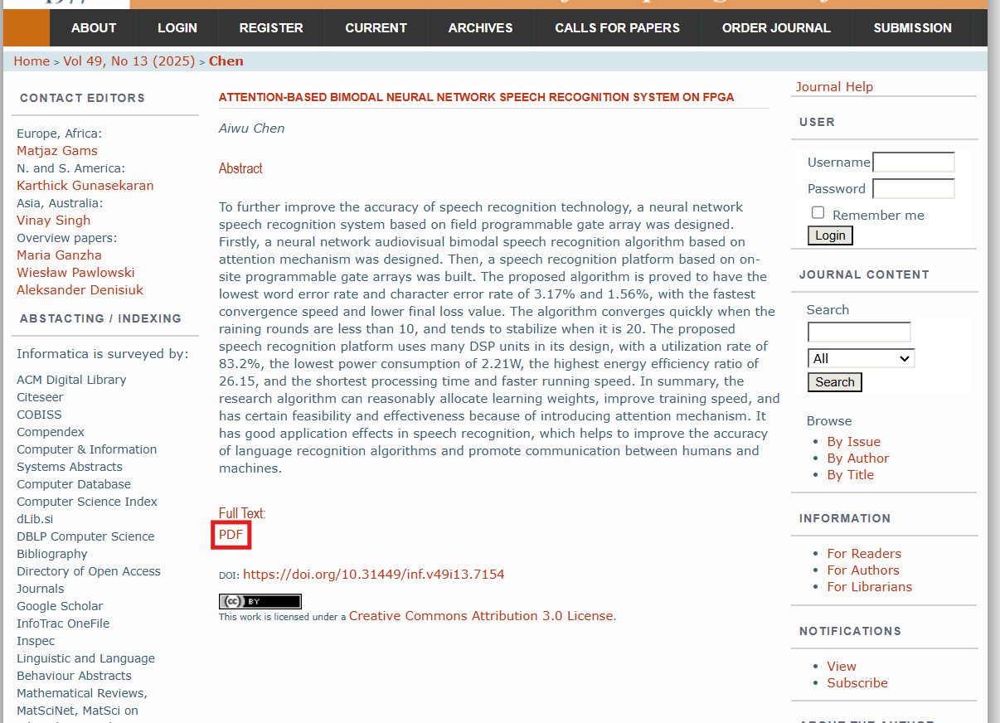 ABOUT
LOGIN
REGISTER
CURRENT
ARCHIVES
CALLS FOR PAPERS
ORDER JOURNAL
SUBMISSION
Home > Vol 49, No 13 (2025) > Chen
CONTACT EDITORS
Europe, Africa:
Matjaz Gams
N. and S. America:
Karthick Gunasekaran
Asia, Australia:
Vinay Singh
Overview papers:
Maria Ganzha
Wiesław Pawlowski
Aleksander Denisiuk
ABSTACTING / INDEXING
Informatica is surveyed by:
ACM Digital Library
Citeseer
COBISS
Compendex
Computer & Information
Systems Abstracts
Computer Database
Computer Science Index
dLib.si
DBLP Computer Science
Bibliography
Directory of Open Access
Journals
Google Scholar
InfoTrac OneFile
Inspec
Linguistic and Language
Behaviour Abstracts
Mathematical Reviews,
MatSciNet, MatSci on
ATTENTION-BASED BIMODAL NEURAL NETWORK SPEECH RECOGNITION SYSTEM ON FPGA
Aiwu Chen
Abstract
To further improve the accuracy of speech recognition technology, a neural network
speech recognition system based on field programmable gate array was designed.
Firstly, a neural network audiovisual bimodal speech recognition algorithm based on
attention mechanism was designed. Then, a speech recognition platform based on on-
site programmable gate arrays was built. The proposed algorithm is proved to have the
lowest word error rate and character error rate of 3.17% and 1.56%, with the fastest
convergence speed and lower final loss value. The algorithm converges quickly when the
raining rounds are less than 10, and tends to stabilize when it is 20. The proposed
speech recognition platform uses many DSP units in its design, with a utilization rate of
83.2%, the lowest power consumption of 2.21W, the highest energy efficiency ratio of
26.15, and the shortest processing time and faster running speed. In summary, the
research algorithm can reasonably allocate learning weights, improve training speed, and
has certain feasibility and effectiveness because of introducing attention mechanism. It
has good application effects in speech recognition, which helps to improve the accuracy
of language recognition algorithms and promote communication between humans and
machines.
Full Text:
PDF
DOI: https://doi.org/10.31449/inf.v49i13.7154
(cc) BY
This work is licensed under a Creative Commons Attribution 3.0 License.
Journal Help
USER
Username
Password
Remember me
Login
JOURNAL CONTENT
Search
All
Search
Browse
By Issue
By Author
By Title
INFORMATION
For Readers
For Authors
For Librarians
NOTIFICATIONS
View
Subscribe